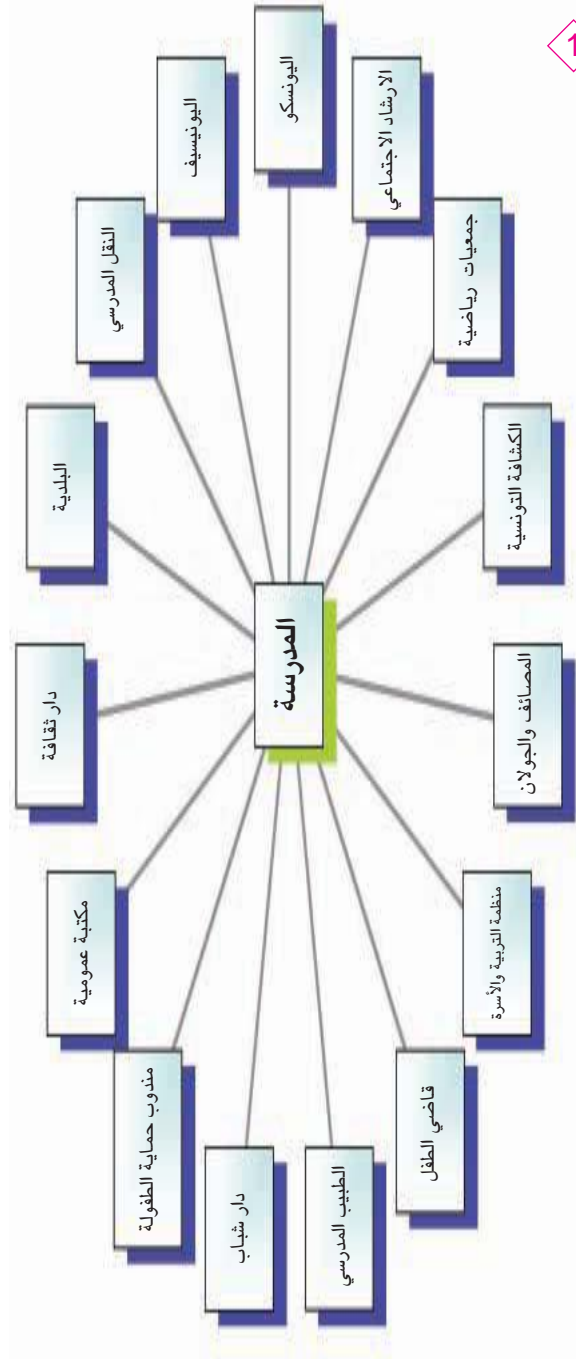 اليونسكو
الارشاد الاجتماعي
جمعيات رياضية
الكشافة التونسية
المصائف والجولان
منظمة التربية والأسرة
قاضي الطفل
الطبيب المدرسي
دار شباب
مندوب حماية الطفولة
مكتبة عمومية
دار ثقافة
البلدية
النقل المدرسي
اليونيسيف
المدرسة
1